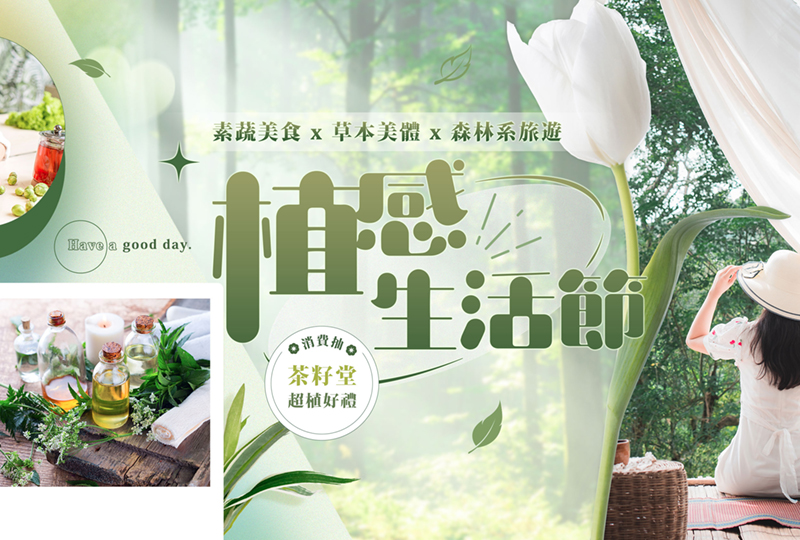 素蔬美食 x 草本美體 x 森林系旅遊
植感
生活節
Have a good day.
消費抽
茶籽堂
超植好禮